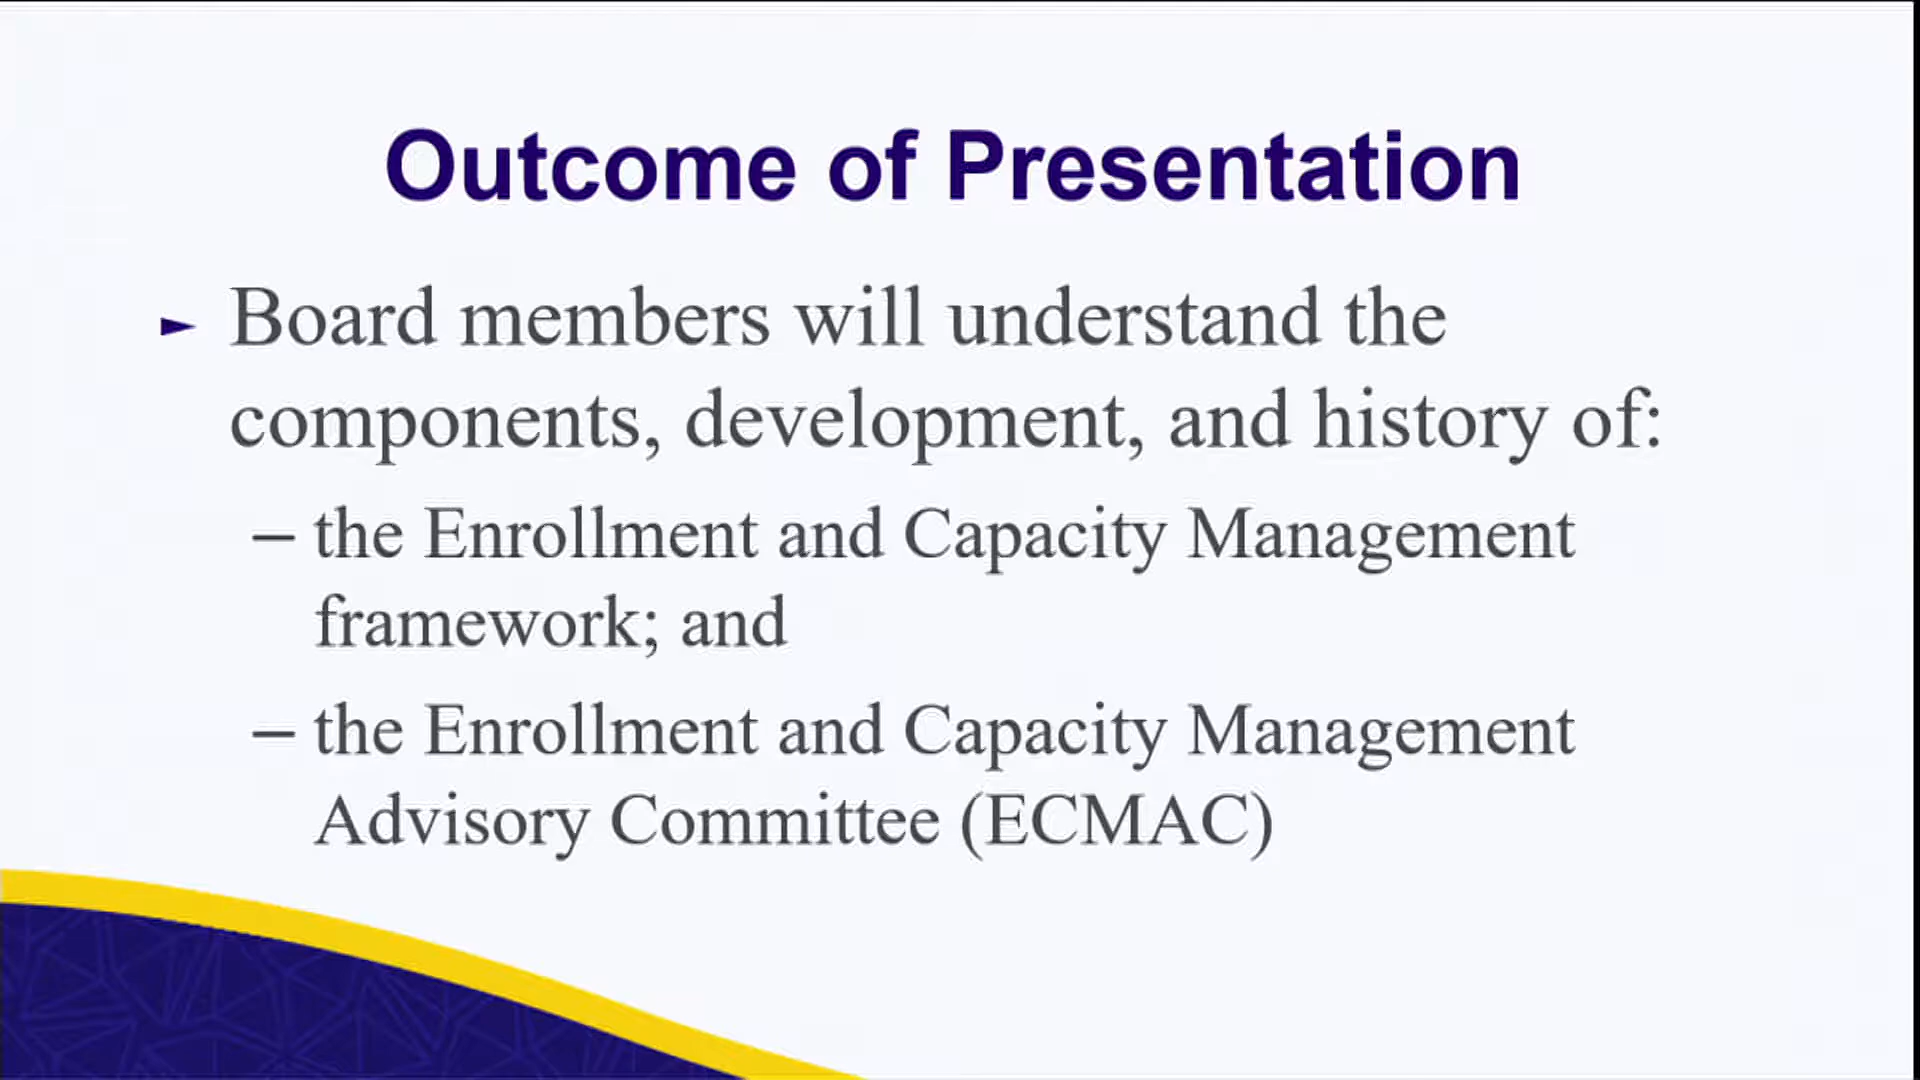 Outcome of Presentation
► Board members will understand the
components, development, and history of:
– the Enrollment and Capacity Management
framework; and
– the Enrollment and Capacity Management
Advisory Committee (ECMAC)